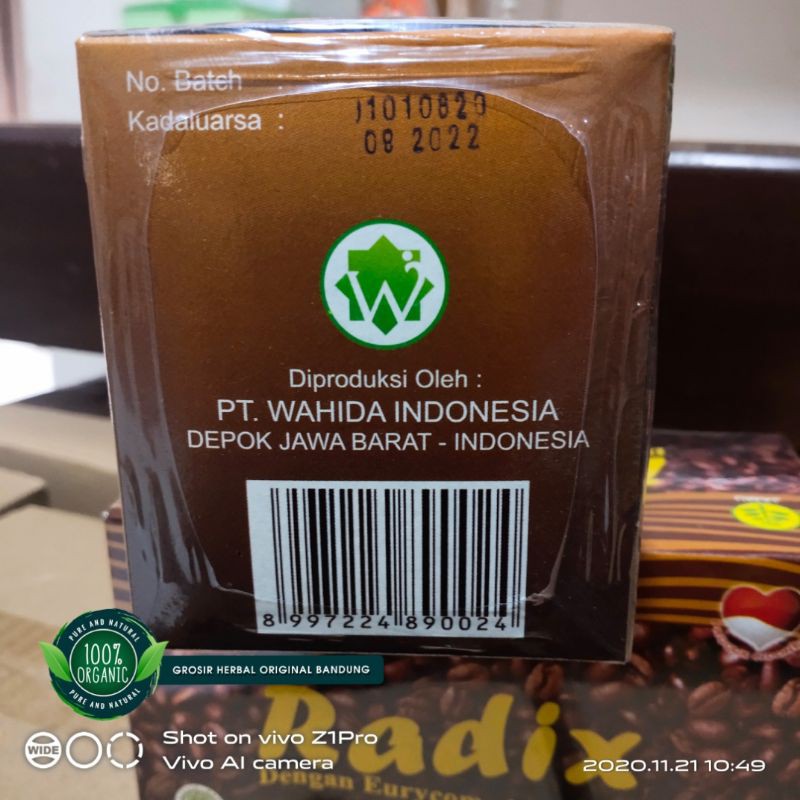 No. Batch :
J1010820
Kadaluarsa :
08 2022
W
Diproduksi Oleh :
PT. WAHIDA INDONESIA
DEPOK JAWA BARAT - INDONESIA
8 997224 890024
PURE AND NATURAL
100%
ORGANIC
PURE AND NATURAL
GROSIR HERBAL ORIGINAL BANDUNG
Radix
Dengan
WIDE
Shot on vivo Z1Pro
Vivo AI camera
2020.11.21 10:49